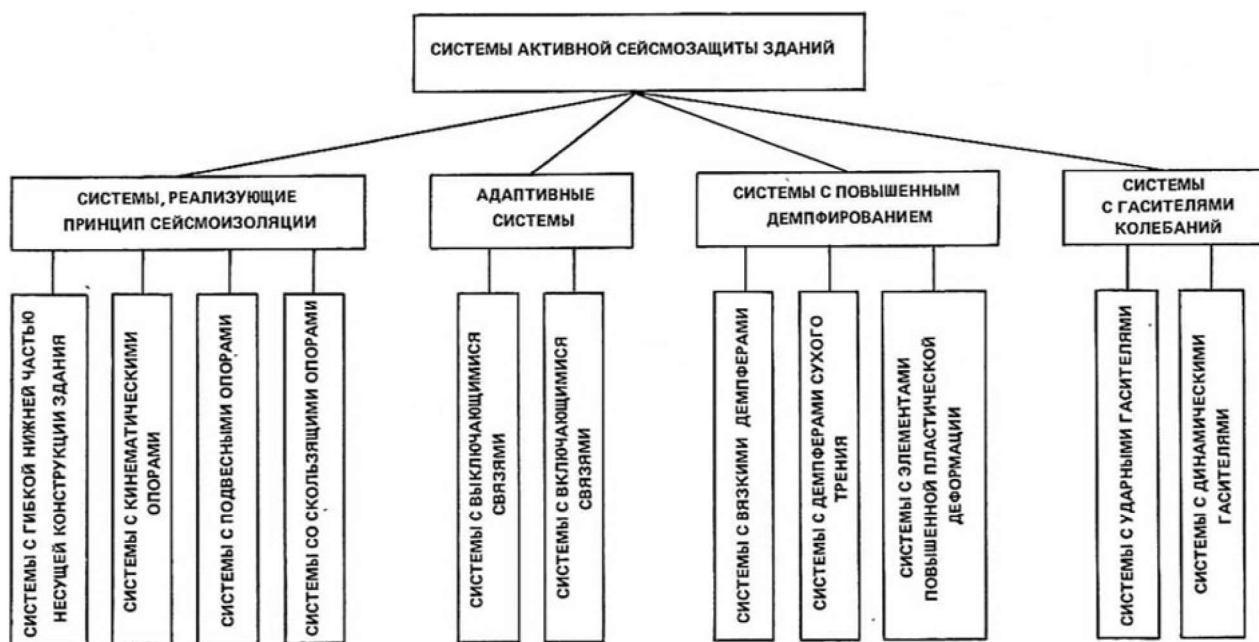 СИСТЕМЫ АКТИВНОЙ СЕЙСМОЗАЩИТЫ ЗДАНИЙ
СИСТЕМЫ, РЕАЛИЗУЮЩИЕ
ПРИНЦИП СЕЙСМОИЗОЛЯЦИИ
АДАПТИВНЫЕ
СИСТЕМЫ
СИСТЕМЫ С ПОВЫШЕННЫМ
ДЕМПФИРОВАНИЕМ
СИСТЕМЫ
С ГАСИТЕЛЯМИ
КОЛЕБАНИЙ
СИСТЕМЫ С ГИБКОЙ НИЖНЕЙ ЧАСТЬЮ
НЕСУЩЕЙ КОНСТРУКЦИИ ЗДАНИЯ
СИСТЕМЫ С КИНЕМАТИЧЕСКИМИ
ОПОРАМИ
СИСТЕМЫ С ПОДВЕСНЫМИ ОПОРАМИ
СИСТЕМЫ СО СКОЛЬЗЯЩИМИ ОПОРАМИ
СИСТЕМЫ С ВЫКЛЮЧАЮЩИМИСЯ
СВЯЗЯМИ
СИСТЕМЫ С ВКЛЮЧАЮЩИМИСЯ
СВЯЗЯМИ
СИСТЕМЫ С ВЯЗКИМИ ДЕМПФЕРАМИ
СИСТЕМЫ С ДЕМПФЕРАМИ СУХОГО
ТРЕНИЯ
СИСТЕМЫ С ЭЛЕМЕНТАМИ
ПОВЫШЕННОЙ ПЛАСТИЧЕСКОЙ
ДЕФОРМАЦИИ
СИСТЕМЫ С УДАРНЫМИ ГАСИТЕЛЯМИ
СИСТЕМЫ С ДИНАМИЧЕСКИМИ
ГАСИТЕЛЯМИ